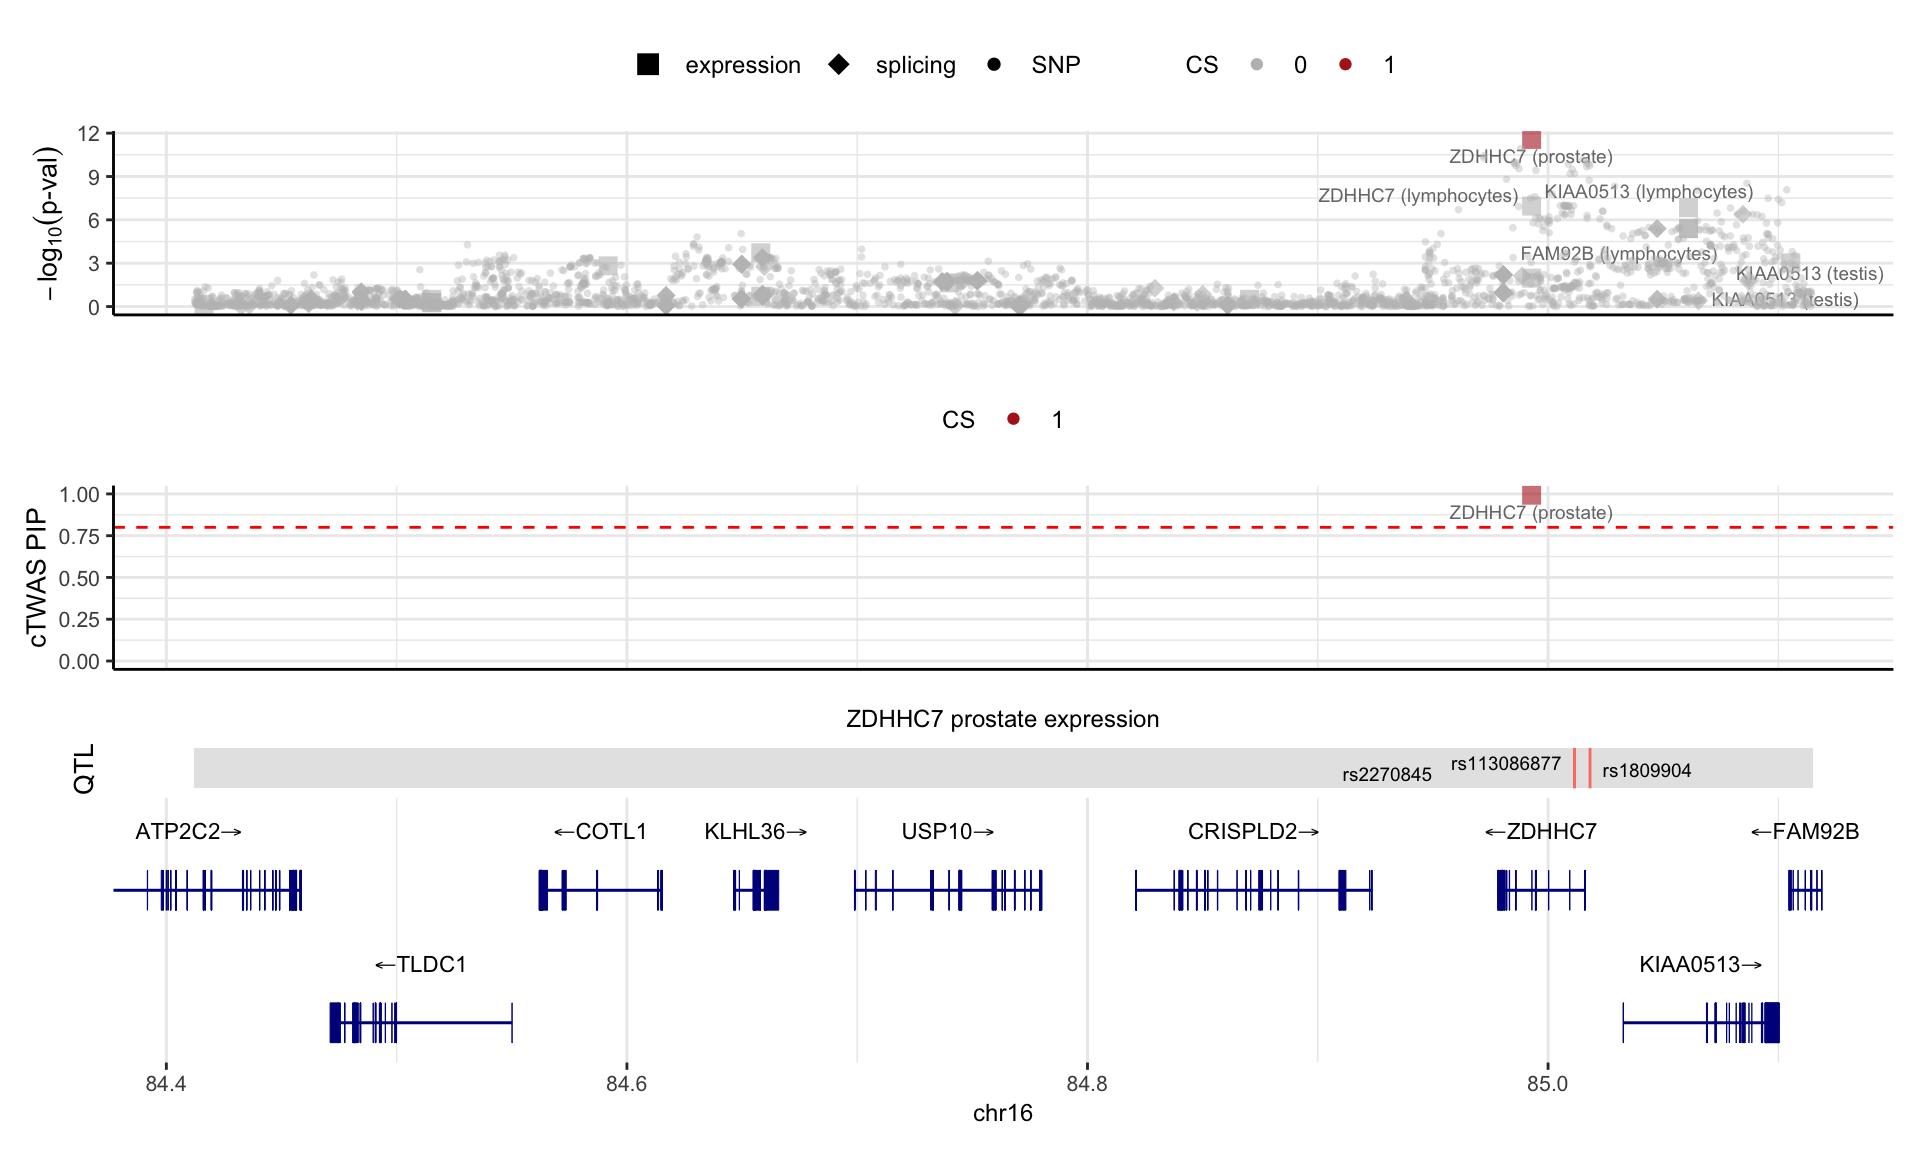 expression splicing SNP CS 0 1
−log10(p-val)
12
9
6
3
0
ZDHHC7 (prostate)
ZDHHC7 (lymphocytes)
KIAA0513 (lymphocytes)
FAM92B (lymphocytes)
KIAA0513 (testis)
KIAA0513 (testis)
CS 1
cTWAS PIP
1.00
0.75
0.50
0.25
0.00
ZDHHC7 (prostate)
ZDHHC7 prostate expression
QTL
rs2270845 rs113086877 rs1809904
ATP2C2→ ←COTL1 KLHL36→ USP10→ CRISPLD2→ ←ZDHHC7 ←FAM92B
←TLDC1 KIAA0513→
84.4 84.6 84.8 85.0
chr16